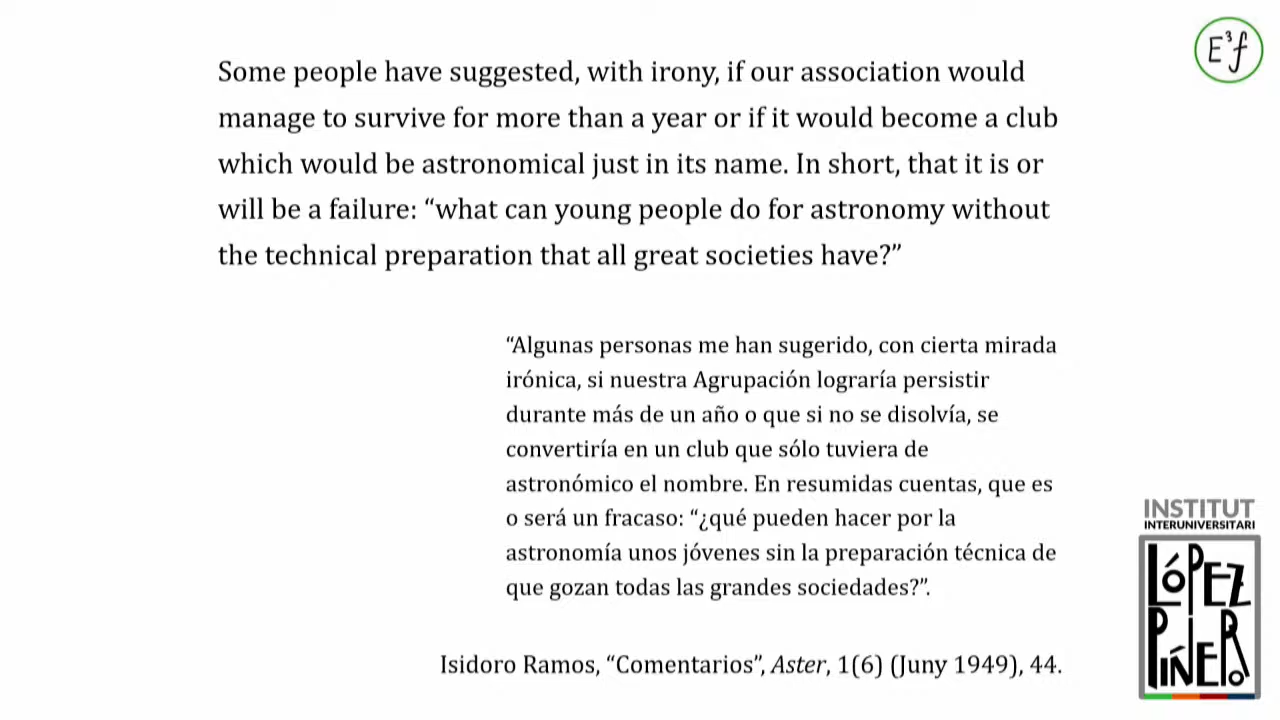 E³f
Some people have suggested, with irony, if our association would
manage to survive for more than a year or if it would become a club
which would be astronomical just in its name. In short, that it is or
will be a failure: “what can young people do for astronomy without
the technical preparation that all great societies have?”
“Algunas personas me han sugerido, con cierta mirada
irónica, si nuestra Agrupación lograría persistir
durante más de un año o que si no se disolvía, se
convertiría en un club que sólo tuviera de
astronómico el nombre. En resumidas cuentas, que es
o será un fracaso: “¿qué pueden hacer por la
astronomía unos jóvenes sin la preparación técnica de
que gozan todas las grandes sociedades?”.
Isidoro Ramos, “Comentarios”, Aster, 1(6) (Juny 1949), 44.
INSTITUT
INTERUNIVERSITARI
LÓPEZ
PIÑERO